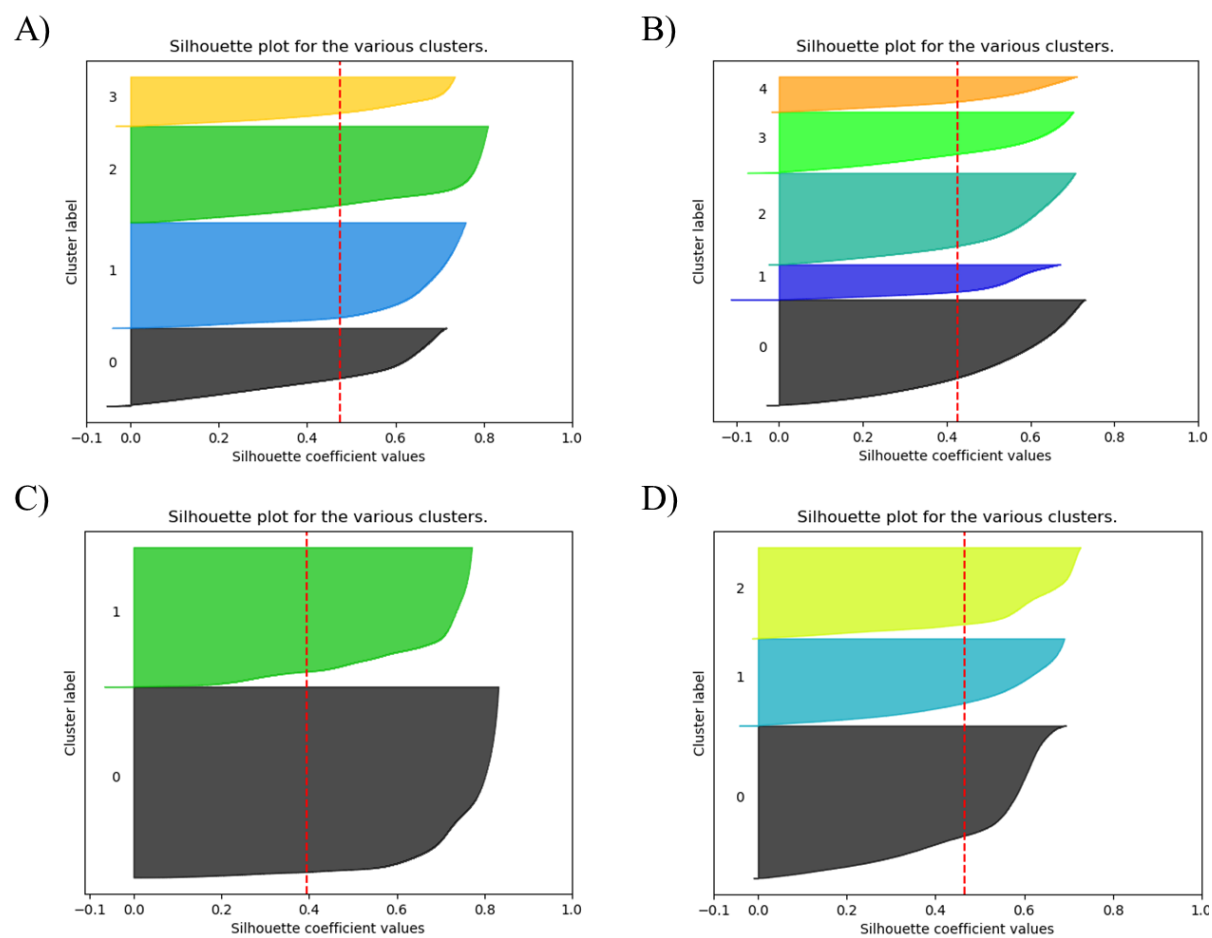 A)
Silhouette plot for the various clusters.
Cluster label
3
2
1
0
−0.1 0.0 0.2 0.4 0.6 0.8 1.0
Silhouette coefficient values
B)
Silhouette plot for the various clusters.
Cluster label
4
3
2
1
0
−0.1 0.0 0.2 0.4 0.6 0.8 1.0
Silhouette coefficient values
C)
Silhouette plot for the various clusters.
Cluster label
1
0
−0.1 0.0 0.2 0.4 0.6 0.8 1.0
Silhouette coefficient values
D)
Silhouette plot for the various clusters.
Cluster label
2
1
0
−0.1 0.0 0.2 0.4 0.6 0.8 1.0
Silhouette coefficient values